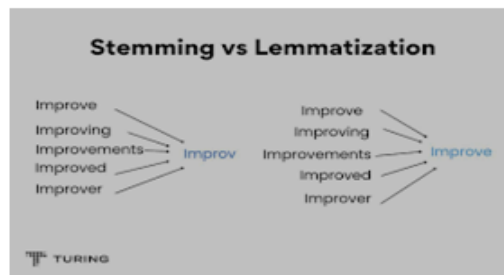 Stemming vs Lemmatization
Improve
Improving
Improvements
Improved
Improver
Improv
Improve
Improving
Improvements
Improved
Improver
Improve
TURING